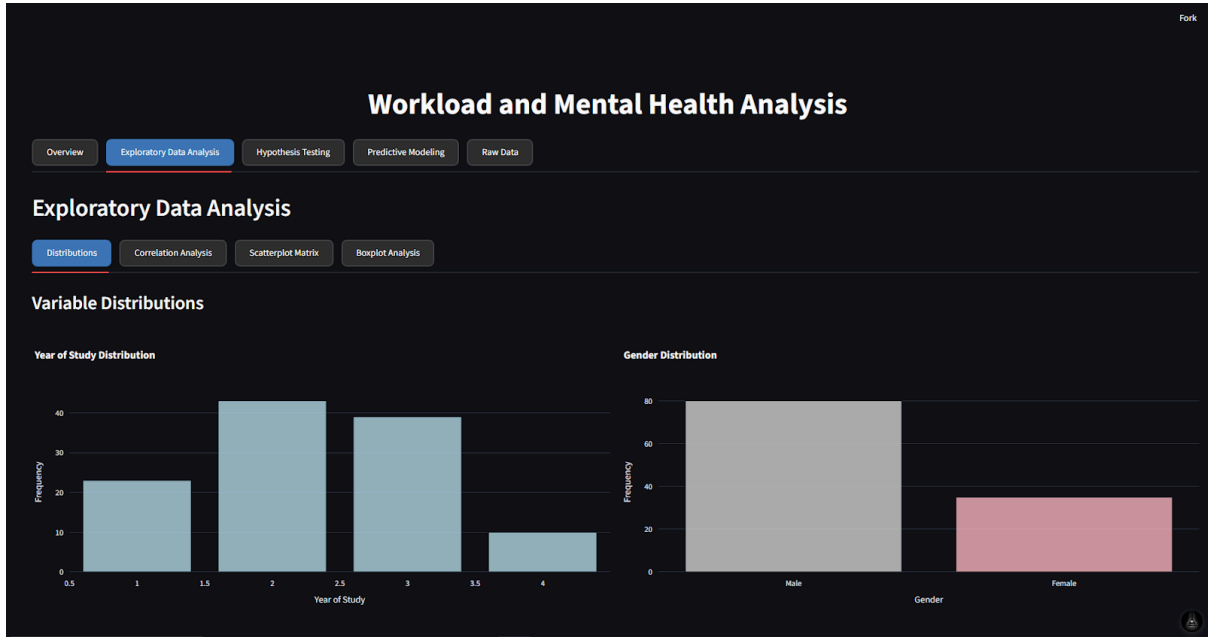 Fork
Workload and Mental Health Analysis
Overview Exploratory Data Analysis Hypothesis Testing Predictive Modeling Raw Data
Exploratory Data Analysis
Distributions Correlation Analysis Scatterplot Matrix Boxplot Analysis
Variable Distributions
Year of Study Distribution
Frequency
40
30
20
10
0
0.5 1 1.5 2 2.5 3 3.5 4
Year of Study
Gender Distribution
Frequency
80
60
40
20
0
Male Female
Gender